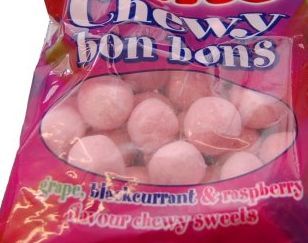 Chewy
bon bons
grape, blackcurrant & raspberry
flavour chewy sweets